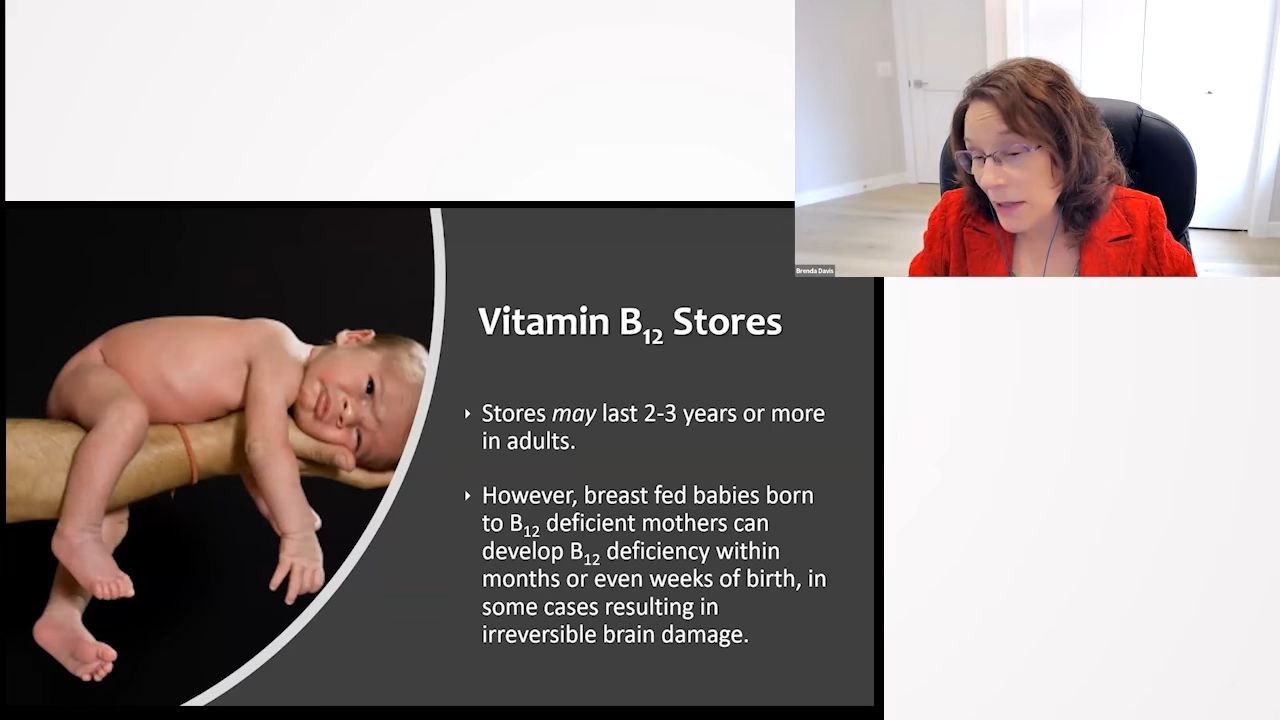 Brenda Davis
Vitamin B12 Stores
Stores may last 2-3 years or more
in adults.
However, breast fed babies born
to B12 deficient mothers can
develop B12 deficiency within
months or even weeks of birth, in
some cases resulting in
irreversible brain damage.